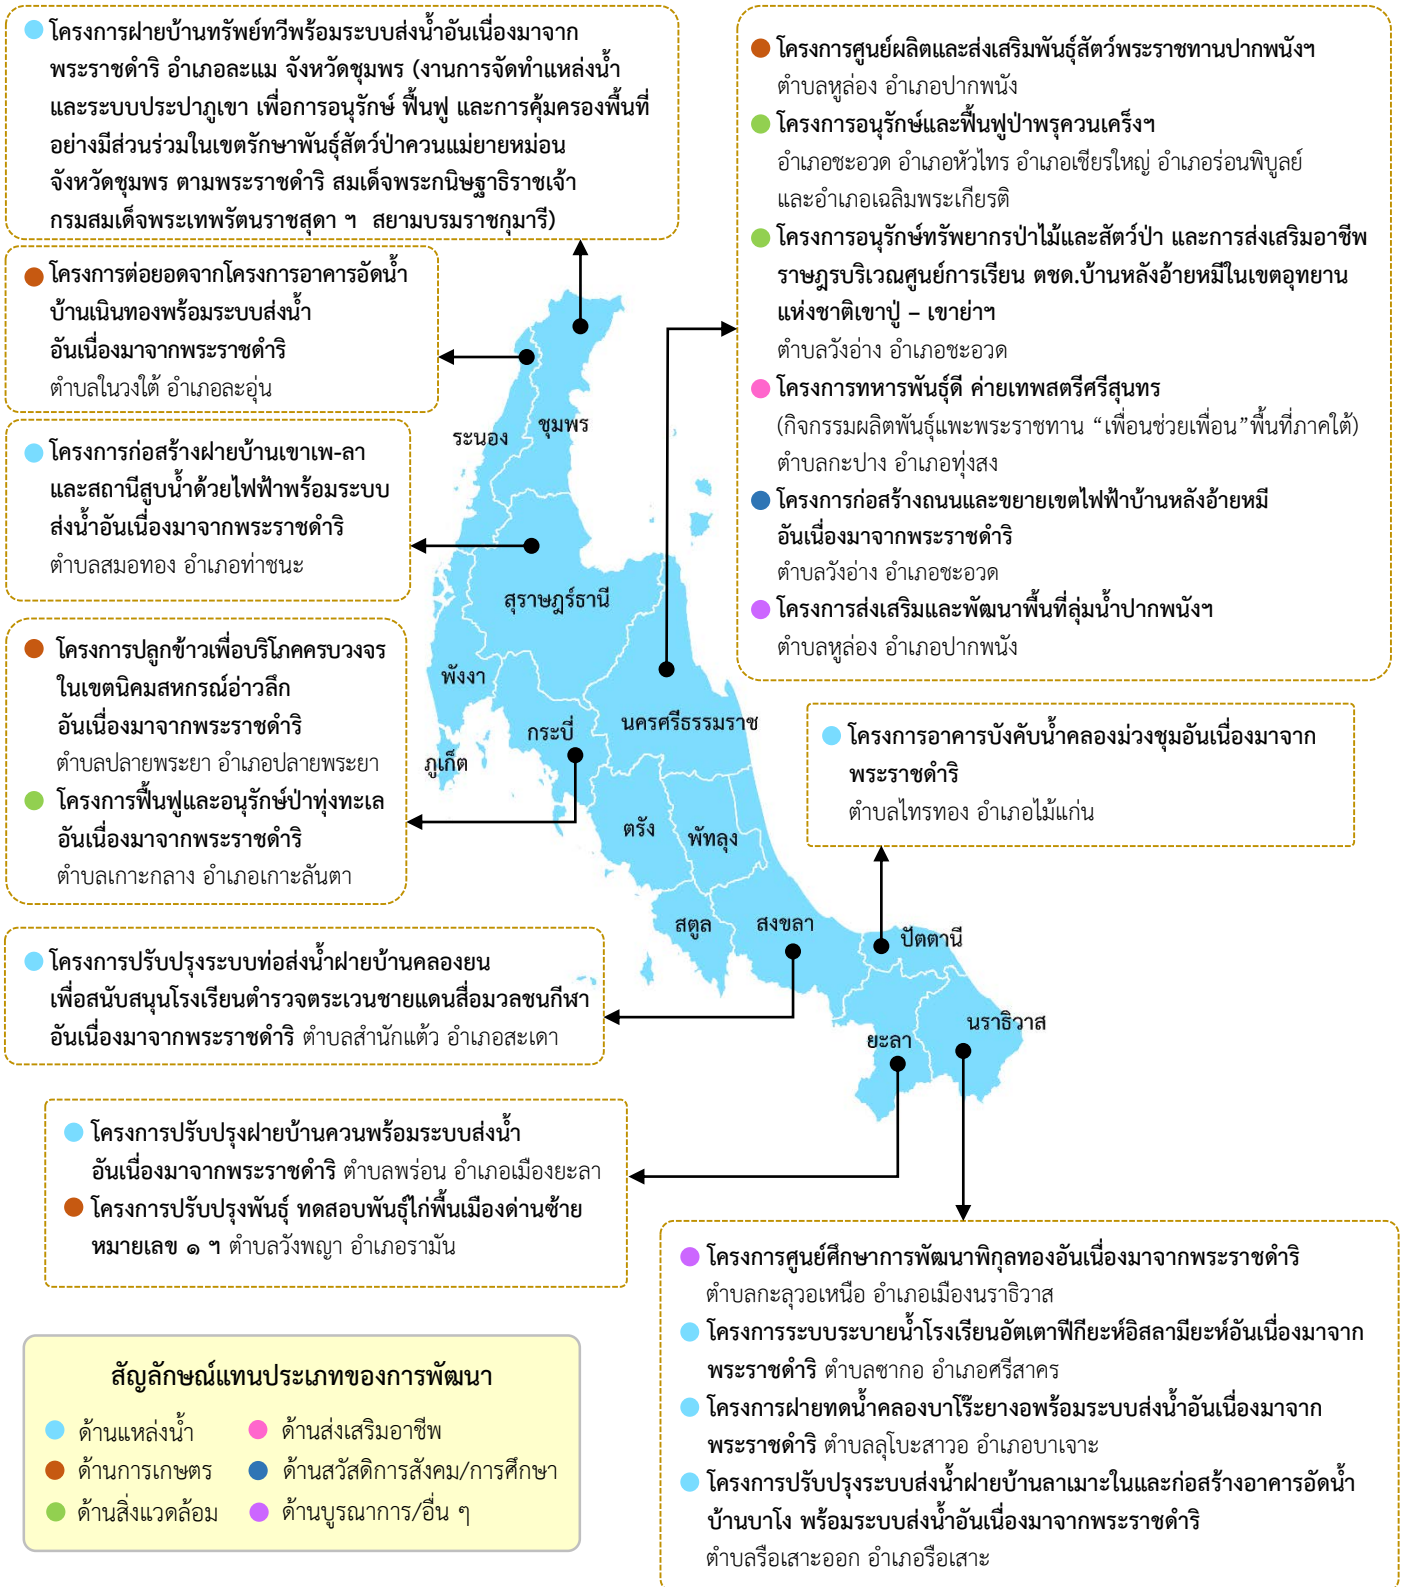 โครงการฝายบ้านทรัพย์ทวีพร้อมระบบส่งน้ำอันเนื่องมาจาก
พระราชดำริ อำเภอละแม จังหวัดชุมพร (งานการจัดทำแหล่งน้ำ
และระบบประปาภูเขา เพื่อการอนุรักษ์ ฟื้นฟู และการคุ้มครองพื้นที่
อย่างมีส่วนร่วมในเขตรักษาพันธุ์สัตว์ป่าควนแม่ยายหม่อน
จังหวัดชุมพร ตามพระราชดำริ สมเด็จพระกนิษฐาธิราชเจ้า
กรมสมเด็จพระเทพรัตนราชสุดา ฯ สยามบรมราชกุมารี)
โครงการต่อยอดจากโครงการอาคารอัดน้ำ
บ้านเนินทองพร้อมระบบส่งน้ำ
อันเนื่องมาจากพระราชดำริ
ตำบลในวงใต้ อำเภอละอุ่น
โครงการก่อสร้างฝายบ้านเขาเพ-ลา
และสถานีสูบน้ำด้วยไฟฟ้าพร้อมระบบ
ส่งน้ำอันเนื่องมาจากพระราชดำริ
ตำบลสมอทอง อำเภอท่าชนะ
โครงการปลูกข้าวเพื่อบริโภคครบวงจร
ในเขตนิคมสหกรณ์อ่าวลึก
อันเนื่องมาจากพระราชดำริ
ตำบลปลายพระยา อำเภอปลายพระยา
โครงการฟื้นฟูและอนุรักษ์ป่าทุ่งทะเล
อันเนื่องมาจากพระราชดำริ
ตำบลเกาะกลาง อำเภอเกาะลันตา
โครงการปรับปรุงระบบท่อส่งน้ำฝายบ้านคลองยน
เพื่อสนับสนุนโรงเรียนตำรวจตระเวนชายแดนสื่อมวลชนกีฬา
อันเนื่องมาจากพระราชดำริ ตำบลสำนักแต้ว อำเภอสะเดา
โครงการปรับปรุงฝายบ้านควนพร้อมระบบส่งน้ำ
อันเนื่องมาจากพระราชดำริ ตำบลพร่อน อำเภอเมืองยะลา
โครงการปรับปรุงพันธุ์ ทดสอบพันธุ์ไก่พื้นเมืองด่านซ้าย
หมายเลข ๑ ฯ ตำบลวังพญา อำเภอรามัน
ระนอง
ชุมพร
สุราษฎร์ธานี
พังงา
กระบี่
นครศรีธรรมราช
ภูเก็ต
ตรัง
พัทลุง
สตูล
สงขลา
ปัตตานี
นราธิวาส
ยะลา
โครงการศูนย์ผลิตและส่งเสริมพันธุ์สัตว์พระราชทานปากพนังฯ
ตำบลหูล่อง อำเภอปากพนัง
โครงการอนุรักษ์และฟื้นฟูป่าพรุควนเคร็งฯ
อำเภอชะอวด อำเภอหัวไทร อำเภอเชียรใหญ่ อำเภอร่อนพิบูลย์
และอำเภอเฉลิมพระเกียรติ
โครงการอนุรักษ์ทรัพยากรป่าไม้และสัตว์ป่า และการส่งเสริมอาชีพ
ราษฎรบริเวณศูนย์การเรียน ตชด.บ้านหลังอ้ายหมีในเขตอุทยาน
แห่งชาติเขาปู่ – เขาย่าฯ
ตำบลวังอ่าง อำเภอชะอวด
โครงการทหารพันธุ์ดี ค่ายเทพสตรีศรีสุนทร
(กิจกรรมผลิตพันธุ์แพะพระราชทาน “เพื่อนช่วยเพื่อน”พื้นที่ภาคใต้)
ตำบลกะปาง อำเภอทุ่งสง
โครงการก่อสร้างถนนและขยายเขตไฟฟ้าบ้านหลังอ้ายหมี
อันเนื่องมาจากพระราชดำริ
ตำบลวังอ่าง อำเภอชะอวด
โครงการส่งเสริมและพัฒนาพื้นที่ลุ่มน้ำปากพนังฯ
ตำบลหูล่อง อำเภอปากพนัง
โครงการอาคารบังคับน้ำคลองม่วงชุมอันเนื่องมาจาก
พระราชดำริ
ตำบลไทรทอง อำเภอไม้แก่น
โครงการศูนย์ศึกษาการพัฒนาพิกุลทองอันเนื่องมาจากพระราชดำริ
ตำบลกะลุวอเหนือ อำเภอเมืองนราธิวาส
โครงการระบบระบายน้ำโรงเรียนอัตเตาฟีกียะห์อิสลามียะห์อันเนื่องมาจาก
พระราชดำริ ตำบลซากอ อำเภอศรีสาคร
โครงการฝายทดน้ำคลองบาโร๊ะยางอพร้อมระบบส่งน้ำอันเนื่องมาจาก
พระราชดำริ ตำบลลุโบะสาวอ อำเภอบาเจาะ
โครงการปรับปรุงระบบส่งน้ำฝายบ้านลาเมาะในและก่อสร้างอาคารอัดน้ำ
บ้านบาโง พร้อมระบบส่งน้ำอันเนื่องมาจากพระราชดำริ
ตำบลรือเสาะออก อำเภอรือเสาะ
สัญลักษณ์แทนประเภทของการพัฒนา
ด้านแหล่งน้ำ
ด้านส่งเสริมอาชีพ
ด้านการเกษตร
ด้านสวัสดิการสังคม/การศึกษา
ด้านสิ่งแวดล้อม
ด้านบูรณาการ/อื่น ๆ